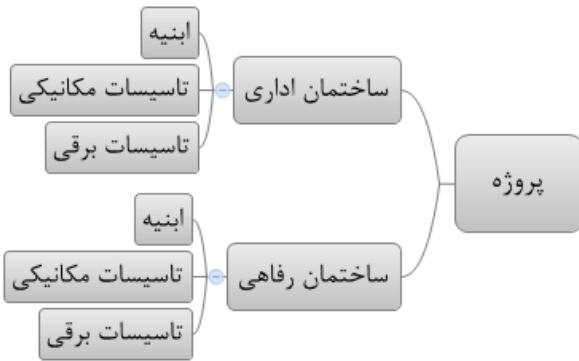 پروژه
ساختمان اداری
ابنیه
تاسیسات مکانیکی
تاسیسات برقی
ساختمان رفاهی
ابنیه
تاسیسات مکانیکی
تاسیسات برقی